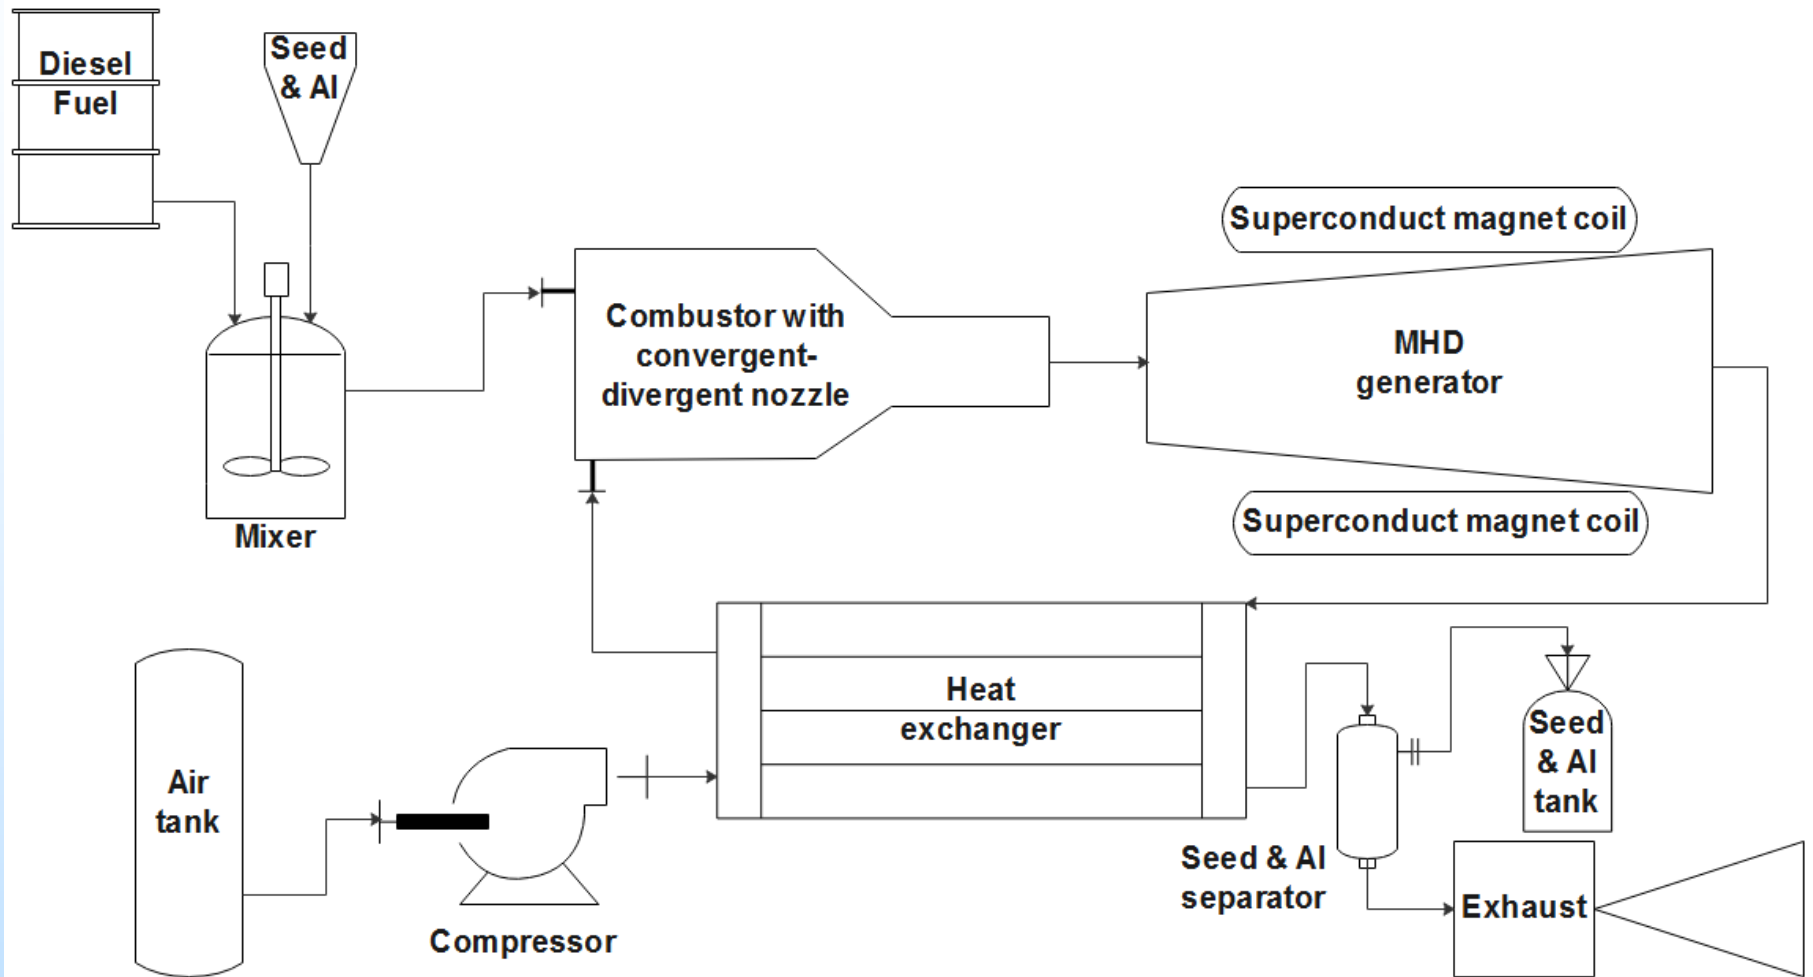 Diesel
Fuel
Seed
& Al
Superconduct magnet coil
Combustor with
convergent-
divergent nozzle
MHD
generator
Mixer
Superconduct magnet coil
Heat
exchanger
Air
tank
Seed
& Al
tank
Seed & Al
separator
Exhaust
Compressor